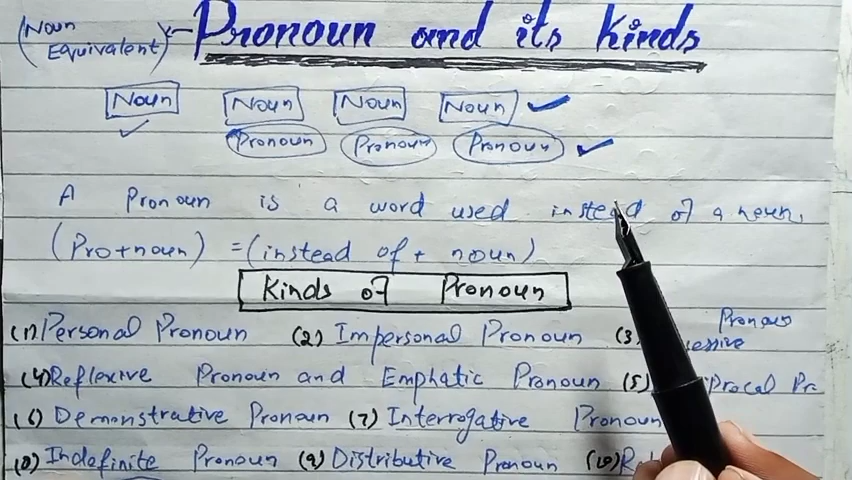 (Noun
Equivalent)- Pronoun and its Kinds
Noun Noun Noun Noun
Pronoun Pronoun Pronoun
A Pronoun is a word used instead of a noun.
(Pro+noun) = (instead of + noun)
Kinds of Pronoun
(1) Personal Pronoun (2) Impersonal Pronoun (3) Pronoun
(4) Reflexive Pronoun and Emphatic Pronoun (5)
(6) Demonstrative Pronoun (7) Interrogative Pronoun
(8) Indefinite Pronoun (9) Distributive Pronoun (10)